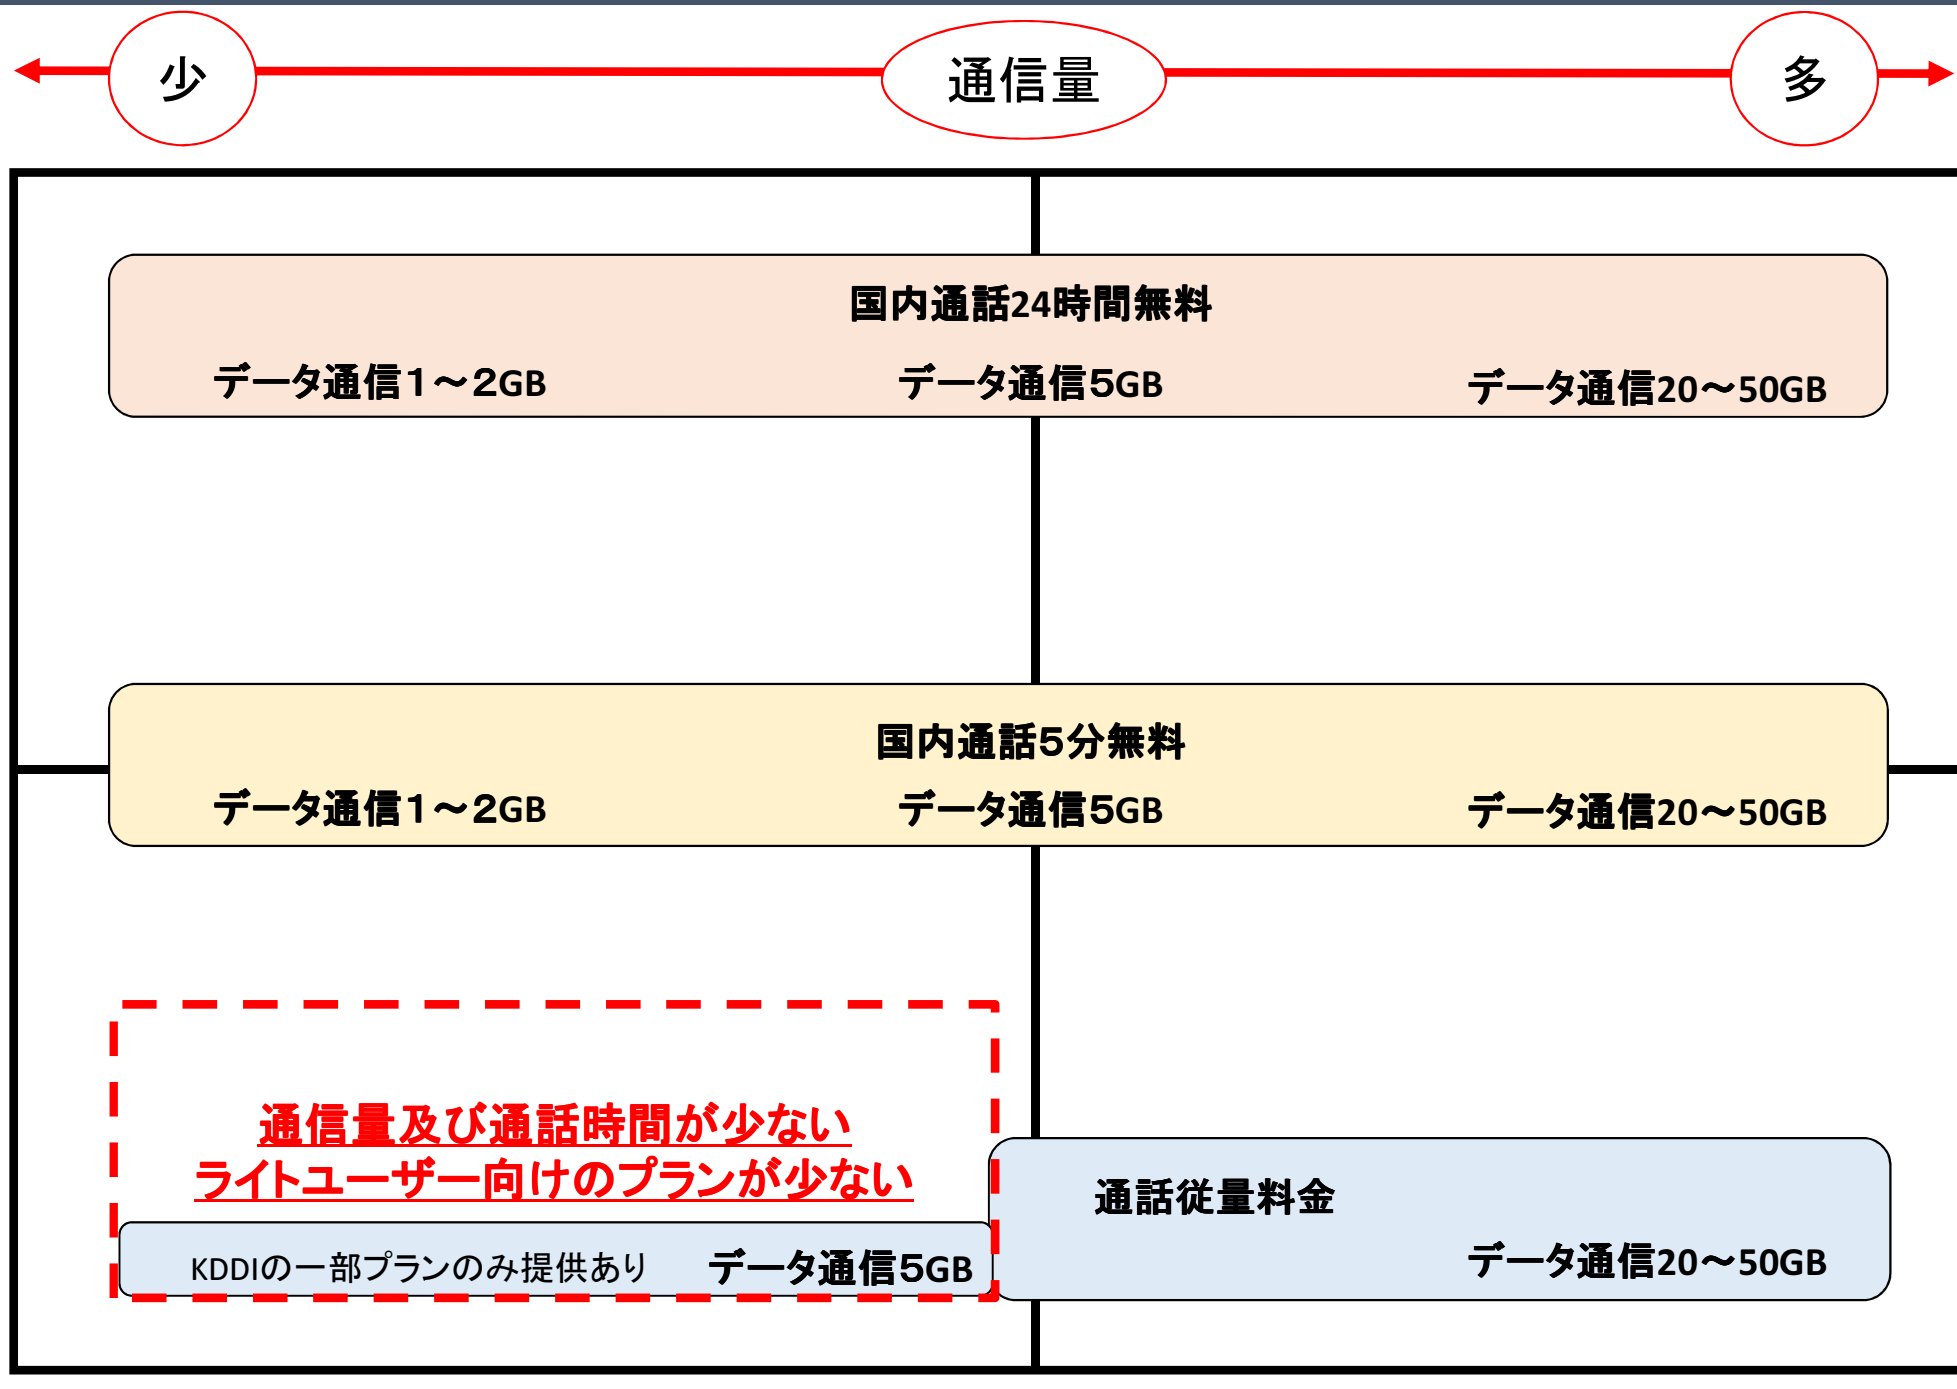 少
通信量
多
国内通話24時間無料
データ通信1～2GB
データ通信5GB
データ通信20～50GB
国内通話5分無料
データ通信1～2GB
データ通信5GB
データ通信20～50GB
通信量及び通話時間が少ない
ライトユーザー向けのプランが少ない
KDDIの一部プランのみ提供あり
データ通信5GB
通話従量料金
データ通信20～50GB